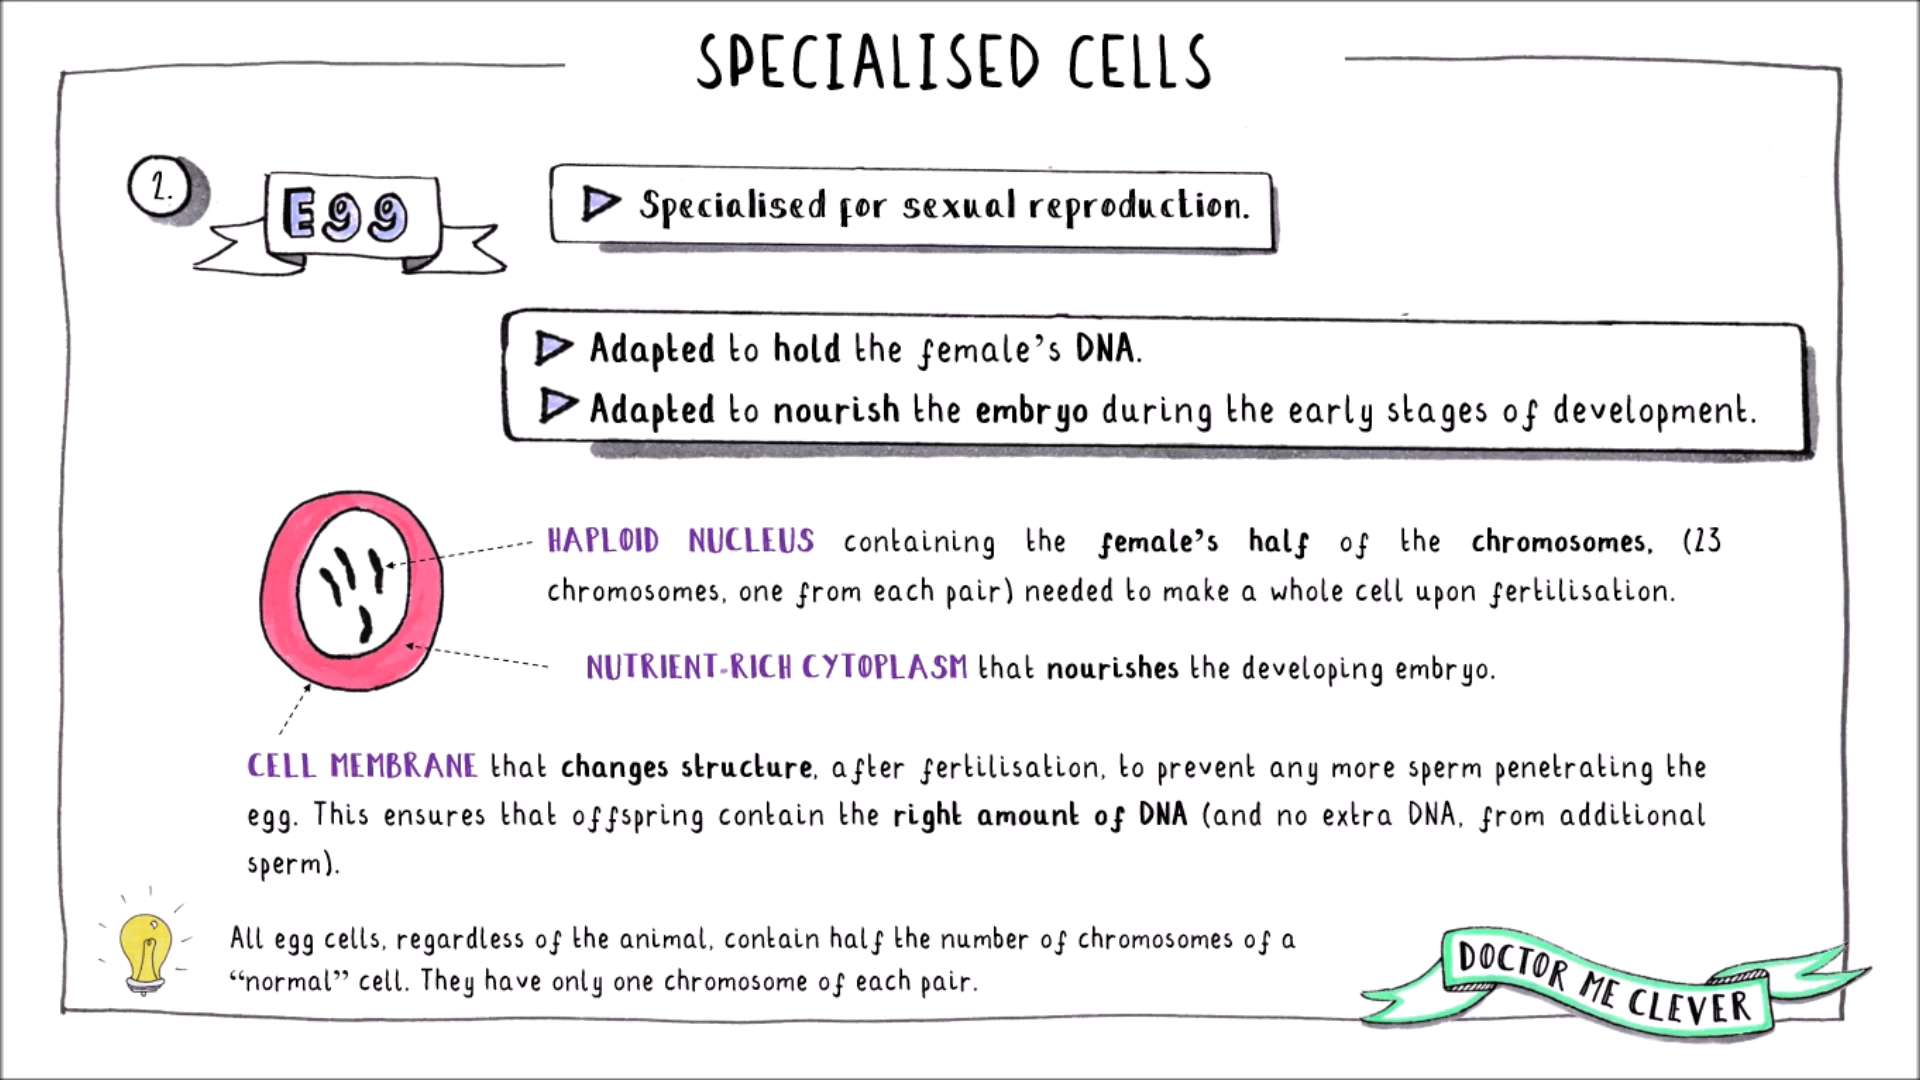 SPECIALISED CELLS
2.
Egg
Specialised for sexual reproduction.
Adapted to hold the female's DNA.
Adapted to nourish the embryo during the early stages of development.
HAPLOID NUCLEUS containing the female's half of the chromosomes, (23
chromosomes, one from each pair) needed to make a whole cell upon fertilisation.
NUTRIENT-RICH CYTOPLASM that nourishes the developing embryo.
CELL MEMBRANE that changes structure, after fertilisation, to prevent any more sperm penetrating the
egg. This ensures that offspring contain the right amount of DNA (and no extra DNA, from additional
sperm).
All egg cells, regardless of the animal, contain half the number of chromosomes of a
“normal” cell. They have only one chromosome of each pair.
DOCTOR ME CLEVER